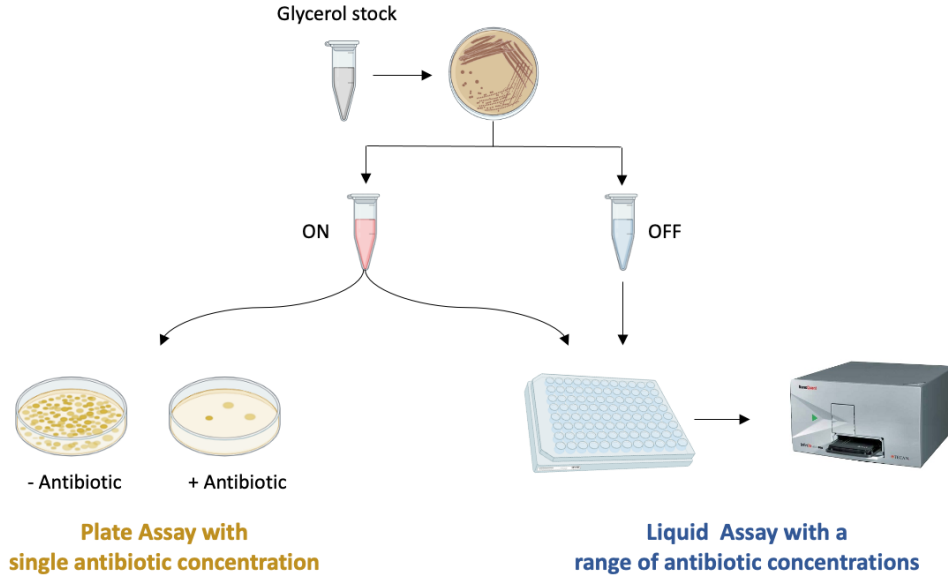 Glycerol stock
ON
OFF
- Antibiotic
+ Antibiotic
Plate Assay with
single antibiotic concentration
Liquid  Assay with a
range of antibiotic concentrations